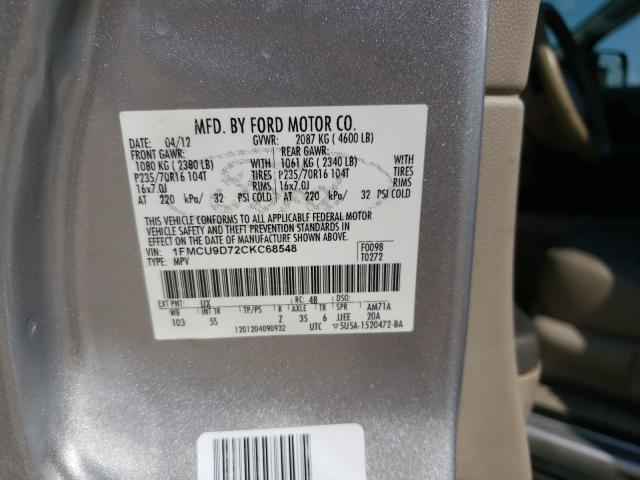 MFD. BY FORD MOTOR CO.
DATE: 04/12 GVWR: 2087 KG ( 4600 LB)
FRONT GAWR: REAR GAWR:
1080 KG ( 2380 LB) WITH 1061 KG ( 2340 LB) WITH
P235/70R16 104T TIRES P235/70R16 104T TIRES
16x7.0J RIMS 16x7.0J RIMS
AT 220 kPa/ 32 PSI COLD AT 220 kPa/ 32 PSI COLD
THIS VEHICLE CONFORMS TO ALL APPLICABLE FEDERAL MOTOR
VEHICLE SAFETY AND THEFT PREVENTION STANDARDS IN
EFFECT ON THE DATE OF MANUFACTURE SHOWN ABOVE.
VIN: 1FMCU9D72CKC68548 F0098
TYPE: MPV T0272
EXT PNT: UX RC: 48 DSO:
WB INT TR TP/PS R AXLE TR SPR AM71A
103 5S Z 35 6 JJEE 20A
1201204090932 UTC ▽5U5A-1520472-BA